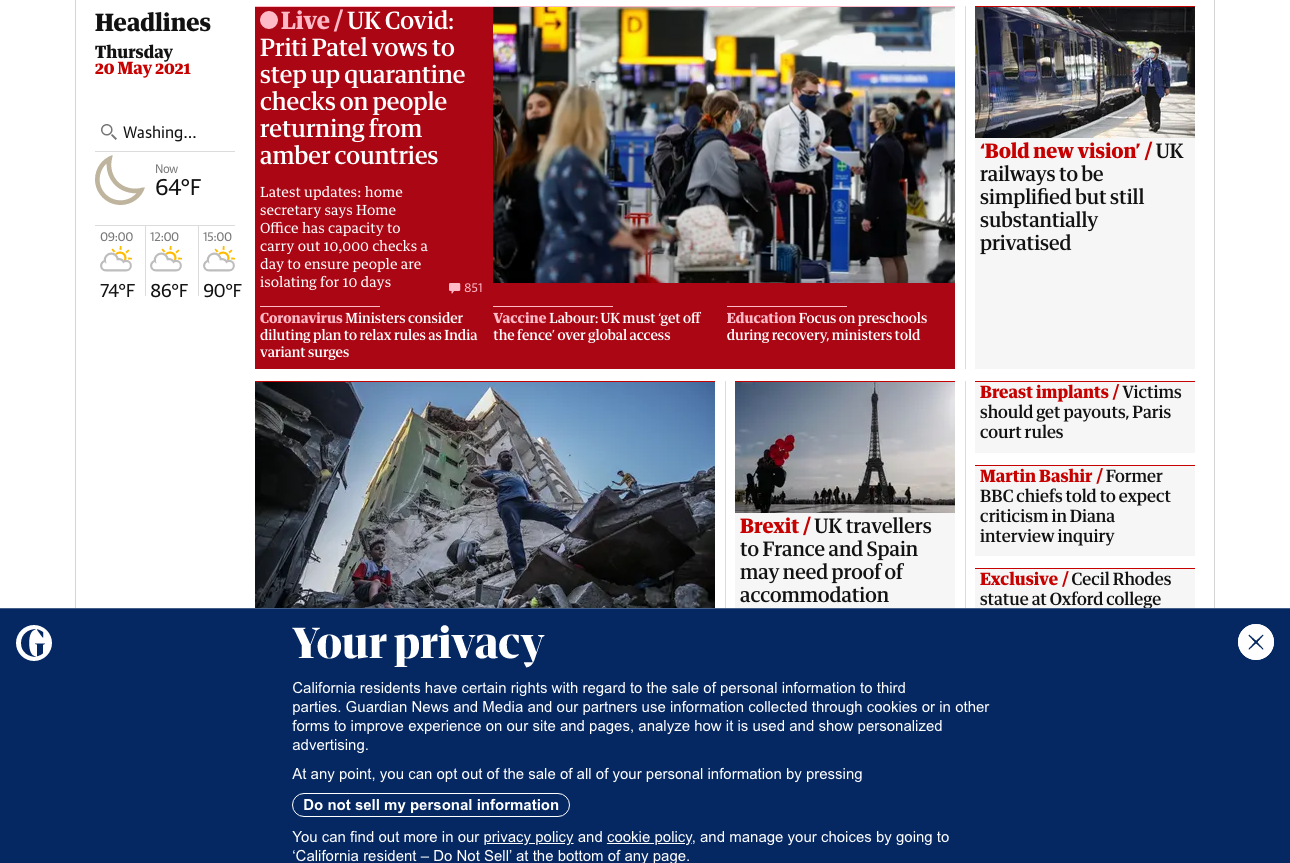 Headlines
Thursday
20 May 2021
Washing...
Now
64°F
09:00
12:00
15:00
74°F
86°F
90°F
Live / UK Covid:
Priti Patel vows to
step up quarantine
checks on people
returning from
amber countries
Latest updates: home
secretary says Home
Office has capacity to
carry out 10,000 checks a
day to ensure people are
isolating for 10 days
851
Coronavirus Ministers consider
diluting plan to relax rules as India
variant surges
Vaccine Labour: UK must ‘get off
the fence’ over global access
Education Focus on preschools
during recovery, ministers told
D
‘Bold new vision’ / UK
railways to be
simplified but still
substantially
privatised
Brexit / UK travellers
to France and Spain
may need proof of
accommodation
Breast implants / Victims
should get payouts, Paris
court rules
Martin Bashir / Former
BBC chiefs told to expect
criticism in Diana
interview inquiry
Exclusive / Cecil Rhodes
statue at Oxford college
G
Your privacy
California residents have certain rights with regard to the sale of personal information to third
parties. Guardian News and Media and our partners use information collected through cookies or in other
forms to improve experience on our site and pages, analyze how it is used and show personalized
advertising.
At any point, you can opt out of the sale of all of your personal information by pressing
Do not sell my personal information
You can find out more in our privacy policy and cookie policy, and manage your choices by going to
‘California resident – Do Not Sell’ at the bottom of any page.